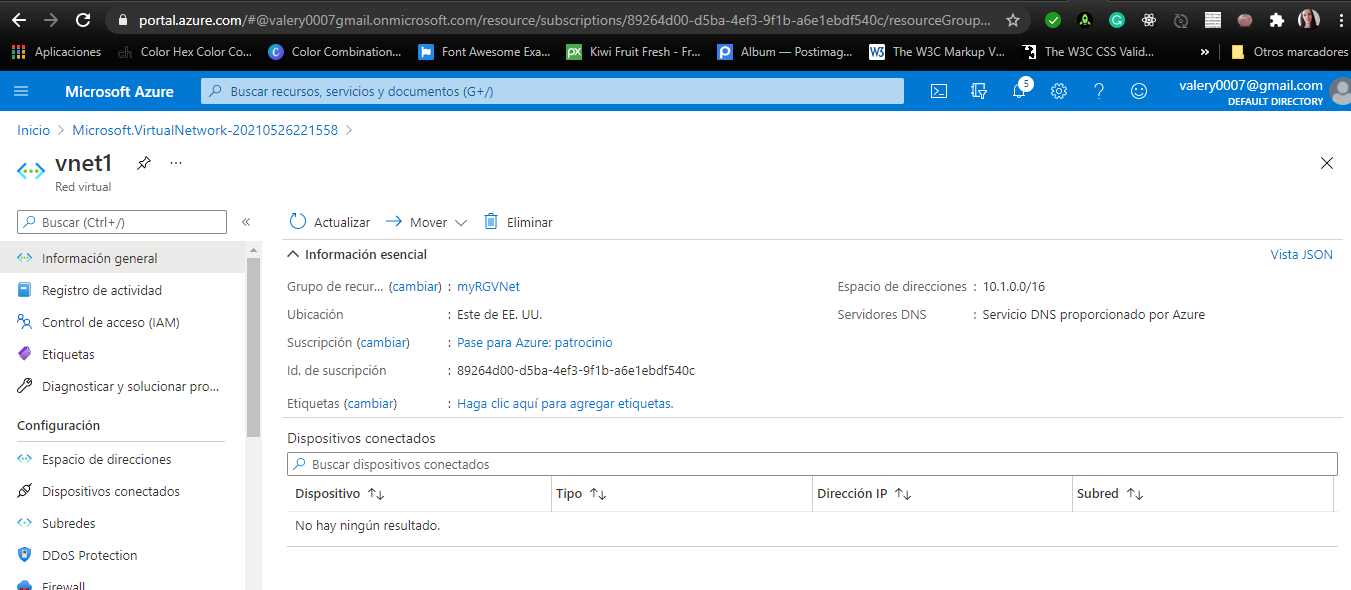 portal.azure.com/#@valery0007gmail.onmicrosoft.com/resource/subscriptions/89264d00-d5ba-4ef3-9f1b-a6e1ebdf540c/resourceGroup...
Aplicaciones
Color Hex Color Co...
Color Combination...
Font Awesome Exa...
Kiwi Fruit Fresh - Fr...
Album — Postimag...
The W3C Markup V...
The W3C CSS Valid...
»
Otros marcadores
Microsoft Azure
Buscar recursos, servicios y documentos (G+/)
5
valery0007@gmail.com
DEFAULT DIRECTORY
Inicio > Microsoft.VirtualNetwork-20210526221558 >
vnet1
...
Red virtual
Buscar (Ctrl+/)
«
Información general
Registro de actividad
Control de acceso (IAM)
Etiquetas
Diagnosticar y solucionar pro...
Configuración
Espacio de direcciones
Dispositivos conectados
Subredes
DDoS Protection
Firewall
Actualizar
Mover
Eliminar
Información esencial
Vista JSON
Grupo de recur... (cambiar) : myRGVNet
Ubicación : Este de EE. UU.
Suscripción (cambiar) : Pase para Azure: patrocinio
Id. de suscripción : 89264d00-d5ba-4ef3-9f1b-a6e1ebdf540c
Etiquetas (cambiar) : Haga clic aquí para agregar etiquetas.
Espacio de direcciones : 10.1.0.0/16
Servidores DNS : Servicio DNS proporcionado por Azure
Dispositivos conectados
Buscar dispositivos conectados
Dispositivo
Tipo
Dirección IP
Subred
No hay ningún resultado.